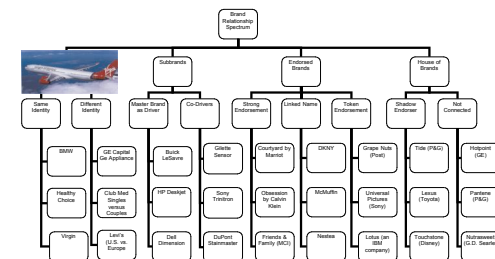 Brand
Relationship
Spectrum
Subbrands
Endorsed
Brands
House of
Brands
Same
Identity
Different
Identity
Master Brand
as Driver
Co-Drivers
Strong
Endorsement
Linked Name
Token
Endorsement
Shadow
Endorser
Not
Connected
BMW
GE Capital
Ge Appliance
Buick
LeSavre
Gilette
Sensor
Courtyard by
Marriot
DKNY
Grape Nuts
(Post)
Tide (P&G)
Hotpoint
(GE)
Healthy
Choice
Club Med
Singles
versus
Couples
HP Deskjet
Sony
Trinitron
Obsession
by Calvin
Klein
McMuffin
Universal
Pictures
(Sony)
Lexus
(Toyota)
Pantene
(P&G)
Virgin
Levi's
(U.S. vs.
Europe
Dell
Dimension
DuPont
Stainmaster
Friends &
Family (MCI)
Nestea
Lotus (an
IBM
company)
Touchstone
(Disney)
Nutrasweet
(G.D. Searle